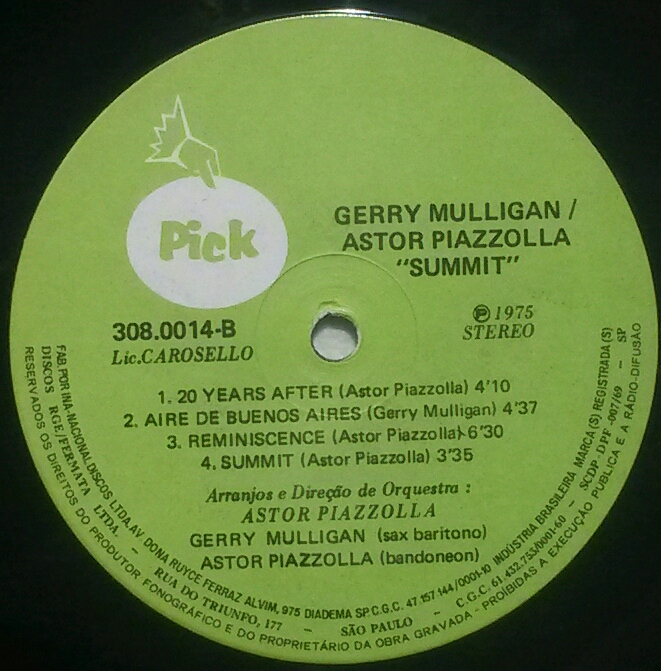 Pick
GERRY MULLIGAN /
ASTOR PIAZZOLLA
"SUMMIT"
308.0014-B
Lic.CAROSELLO
Ⓟ 1975
STEREO
1. 20 YEARS AFTER (Astor Piazzolla) 4'10
2. AIRE DE BUENOS AIRES (Gerry Mulligan) 4'37
3. REMINISCENCE (Astor Piazzolla) 6'30
4. SUMMIT (Astor Piazzolla) 3'35
Arranjos e Direção de Orquestra :
ASTOR PIAZZOLLA
GERRY MULLIGAN (sax baritono)
ASTOR PIAZZOLLA (bandoneon)
FAB.POR INA-NACIONAL DISCOS LTDA.AV DONA RUYCE FERRAZ ALVIM, 975 DIADEMA SP C.G.C. 47.157.144/0001-10 INDÚSTRIA BRASILEIRA MARCA (S) REGISTRADA (S)
DISCOS RGE/FERMATA LTDA. — RUA DO TRIUNFO, 177 — SÃO PAULO — C.G.C. 61.432.753/0001-60 — SCDP-DPF-007/69 — SP
RESERVADOS OS DIREITOS DO PRODUTOR FONOGRÁFICO E DO PROPRIETÁRIO DA OBRA GRAVADA - PROIBIDAS A EXECUÇÃO PÚBLICA E A RÁDIO-DIFUSÃO